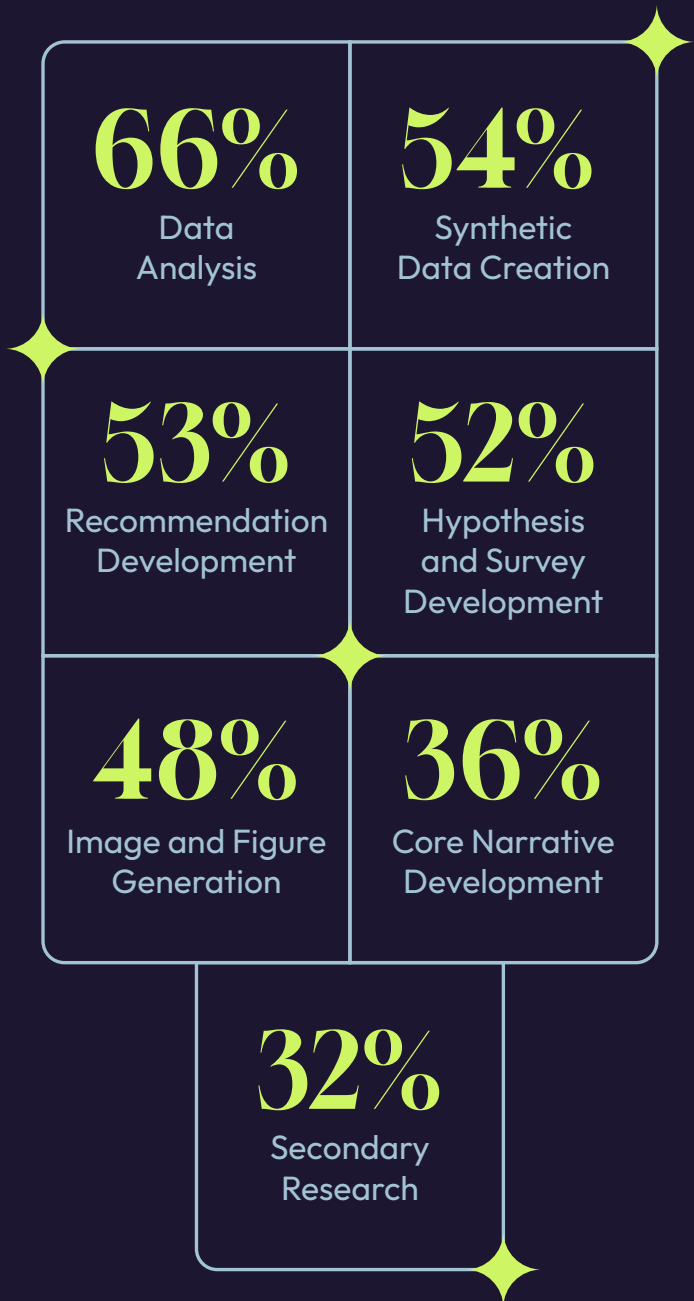 66%
Data
Analysis
54%
Synthetic
Data Creation
53%
Recommendation
Development
52%
Hypothesis
and Survey
Development
48%
Image and Figure
Generation
36%
Core Narrative
Development
32%
Secondary
Research